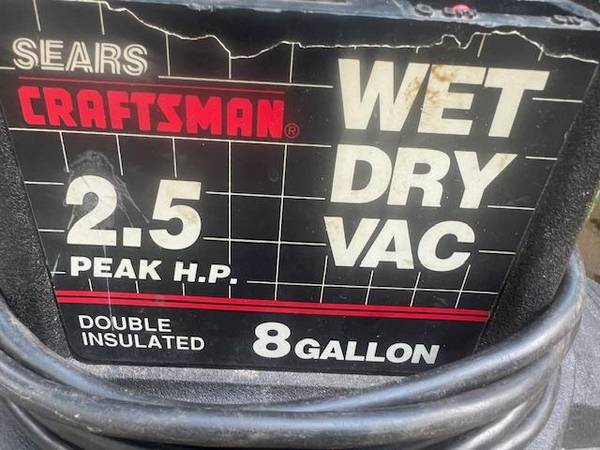 SEARS
CRAFTSMAN®
WET
DRY
VAC
2.5
PEAK H.P.
DOUBLE
INSULATED
8 GALLON